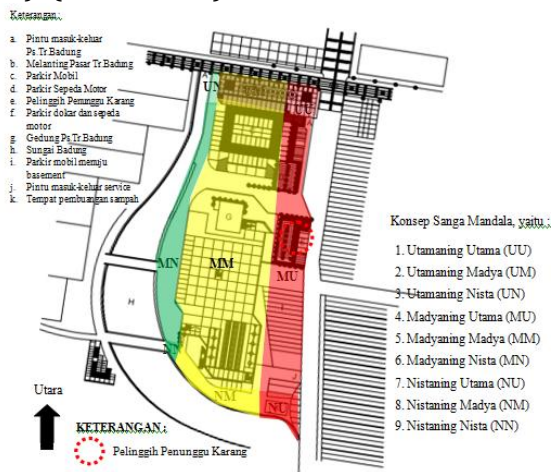 Keterangan :
a. Pintu masuk-keluar
Ps.Tr.Badung
b. Melanting Pasar Tr.Badung
c. Parkir Mobil
d. Parkir Sepeda Motor
e. Pelinggih Penunggu Karang
f. Parkir dokar dan sepeda
motor
g. Gedung Ps.Tr.Badung
h. Sungai Badung
i. Parkir mobil menuju
basement
j. Pintu masuk-keluar service
k. Tempat pembuangan sampah
UN
UU
G
MN
MM
MU
H
NN
NM
NU
Konsep Sanga Mandala, yaitu :
1. Utamaning Utama (UU)
2. Utamaning Madya (UM)
3. Utamaning Nista (UN)
4. Madyaning Utama (MU)
5. Madyaning Madya (MM)
6. Madyaning Nista (MN)
7. Nistaning Utama (NU)
8. Nistaning Madya (NM)
9. Nistaning Nista (NN)
Utara
KETERANGAN :
Pelinggih Penunggu Karang